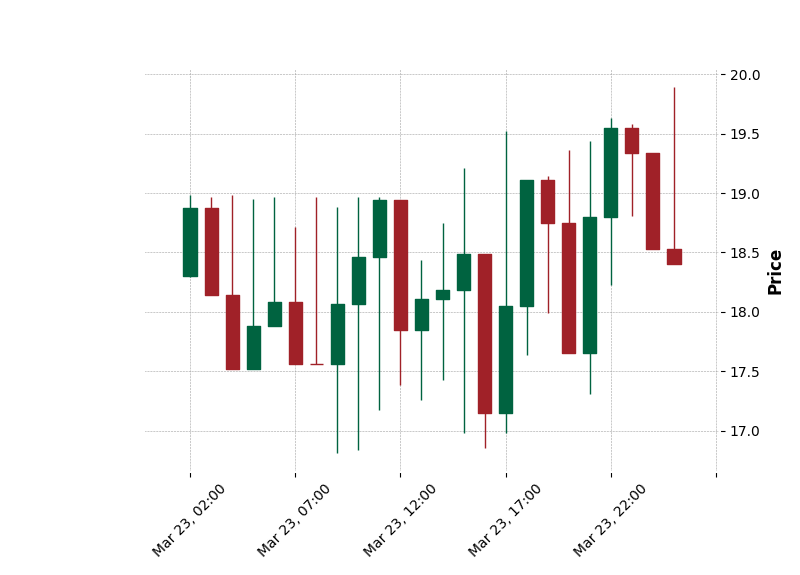 20.0
19.5
19.0
18.5
18.0
17.5
17.0
Price
Mar 23, 02:00
Mar 23, 07:00
Mar 23, 12:00
Mar 23, 17:00
Mar 23, 22:00